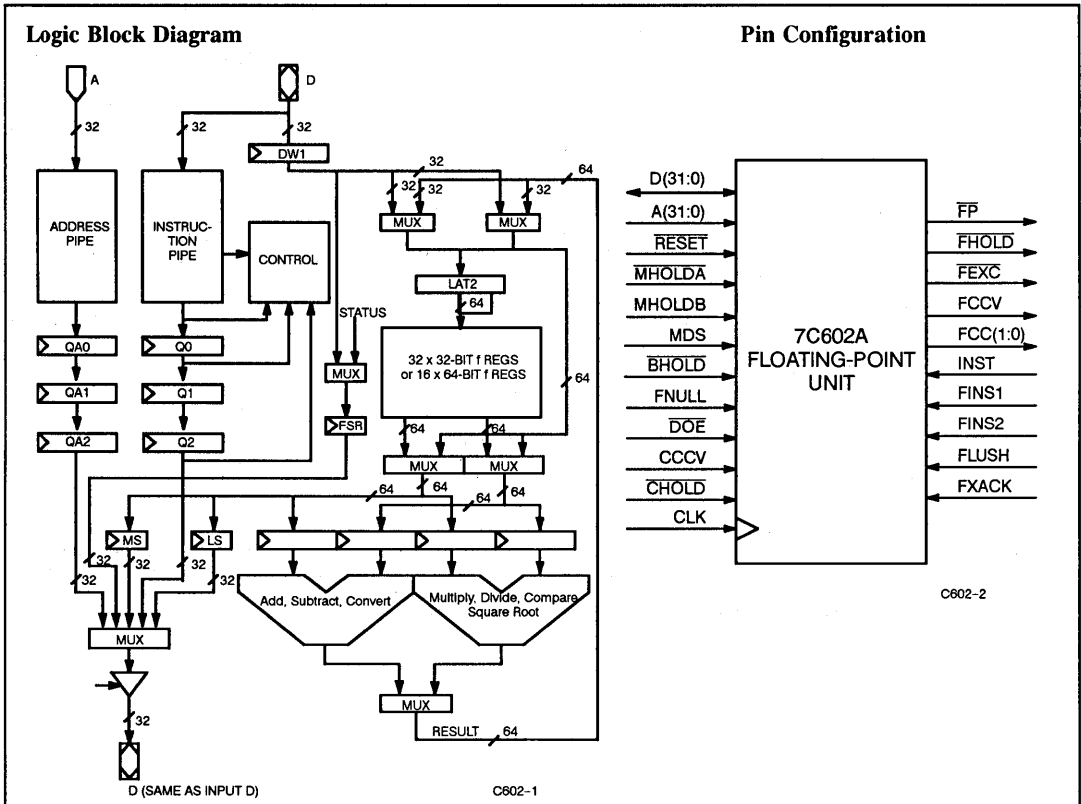 Logic Block Diagram
A
D
32
32
32
DW1
32
64
32
32
32
MUX
MUX
ADDRESS
PIPE
INSTRUC-
TION
PIPE
CONTROL
LAT2
64
STATUS
32 x 32-BIT f REGS
or 16 x 64-BIT f REGS
64
QA0
Q0
MUX
QA1
Q1
FSR
QA2
Q2
64
64
MUX
MUX
64
64
64
64
MS
LS
32
32
32
32
32
Add, Subtract, Convert
Multiply, Divide, Compare
Square Root
MUX
MUX
32
RESULT
64
D (SAME AS INPUT D)
C602-1
Pin Configuration
D(31:0)
A(31:0)
RESET
MHOLDA
MHOLDB
MDS
BHOLD
FNULL
DOE
CCCV
CHOLD
CLK
7C602A
FLOATING-POINT
UNIT
FP
FHOLD
FEXC
FCCV
FCC(1:0)
INST
FINS1
FINS2
FLUSH
FXACK
C602-2